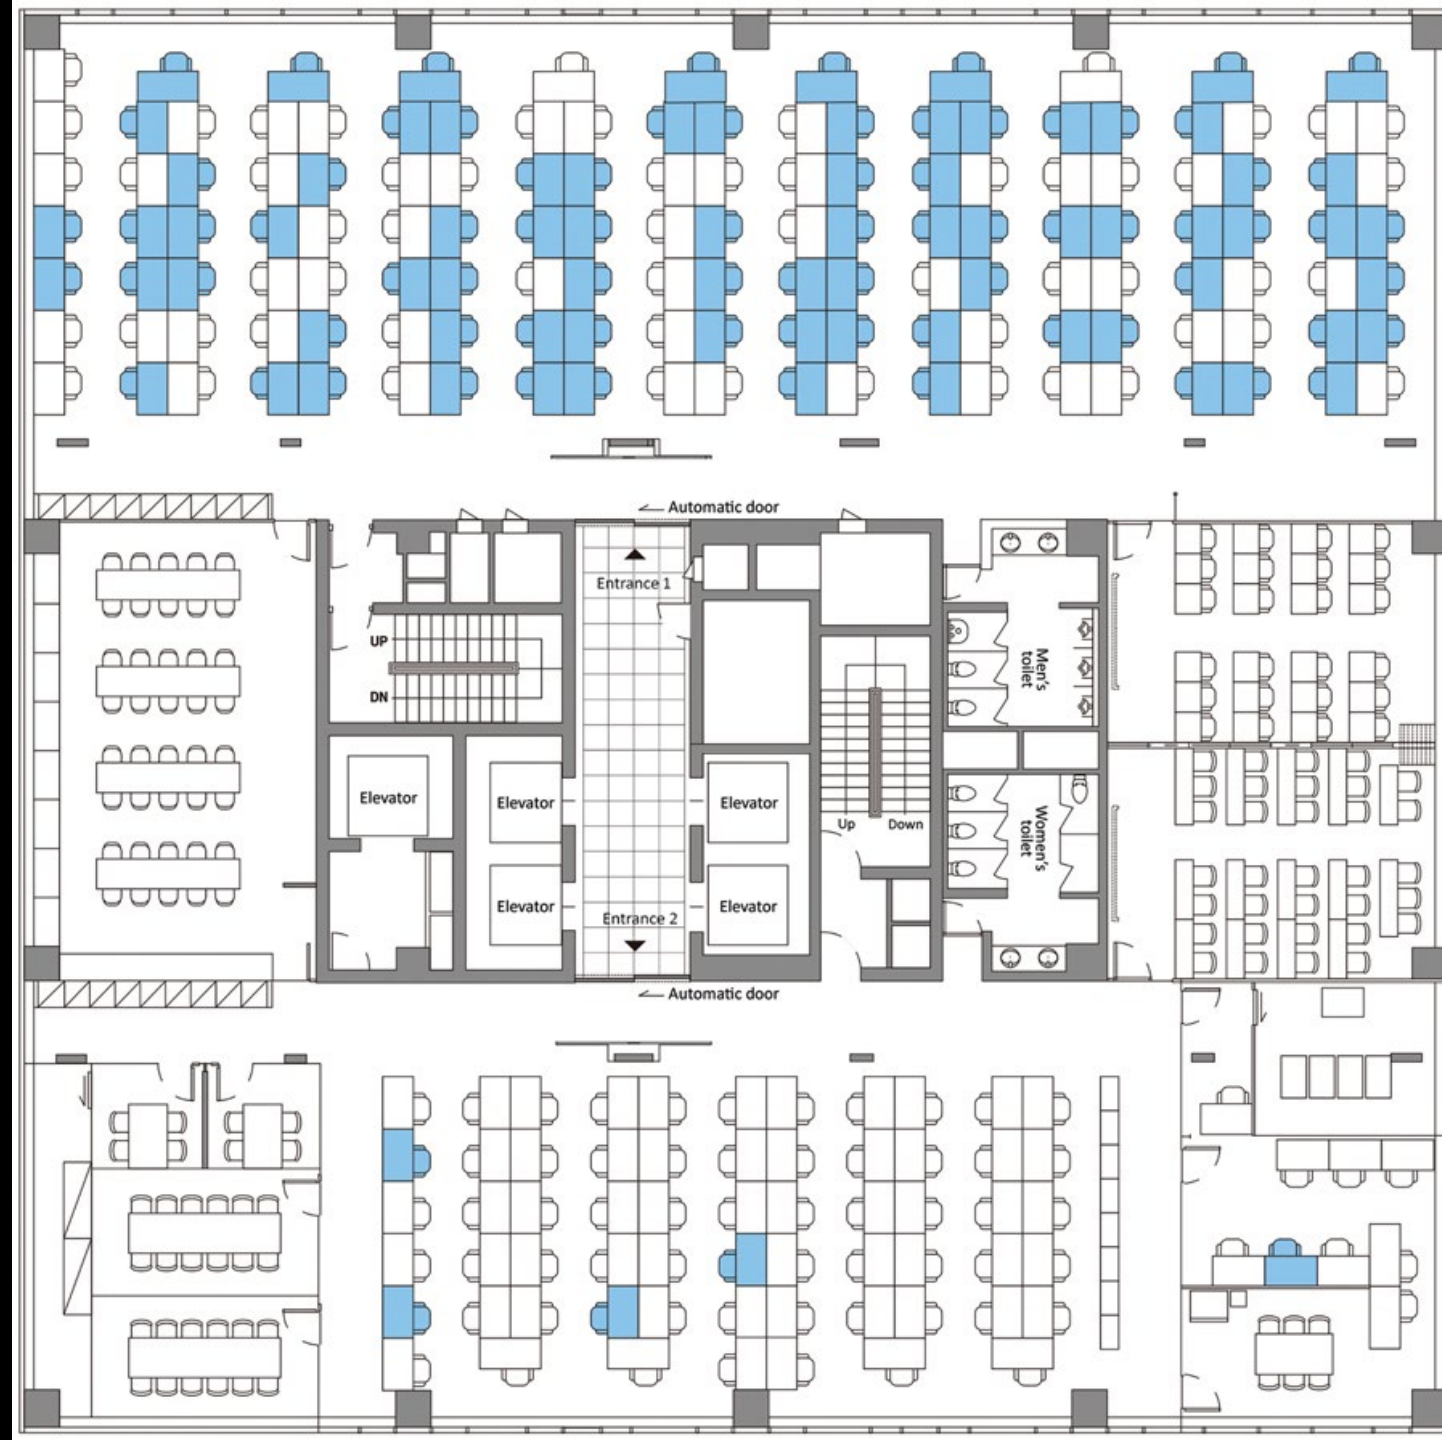 Automatic door
Entrance 1
UP
DN
Men's
toilet
Elevator
Elevator
Elevator
Up
Down
Women's
toilet
Elevator
Elevator
Entrance 2
Automatic door